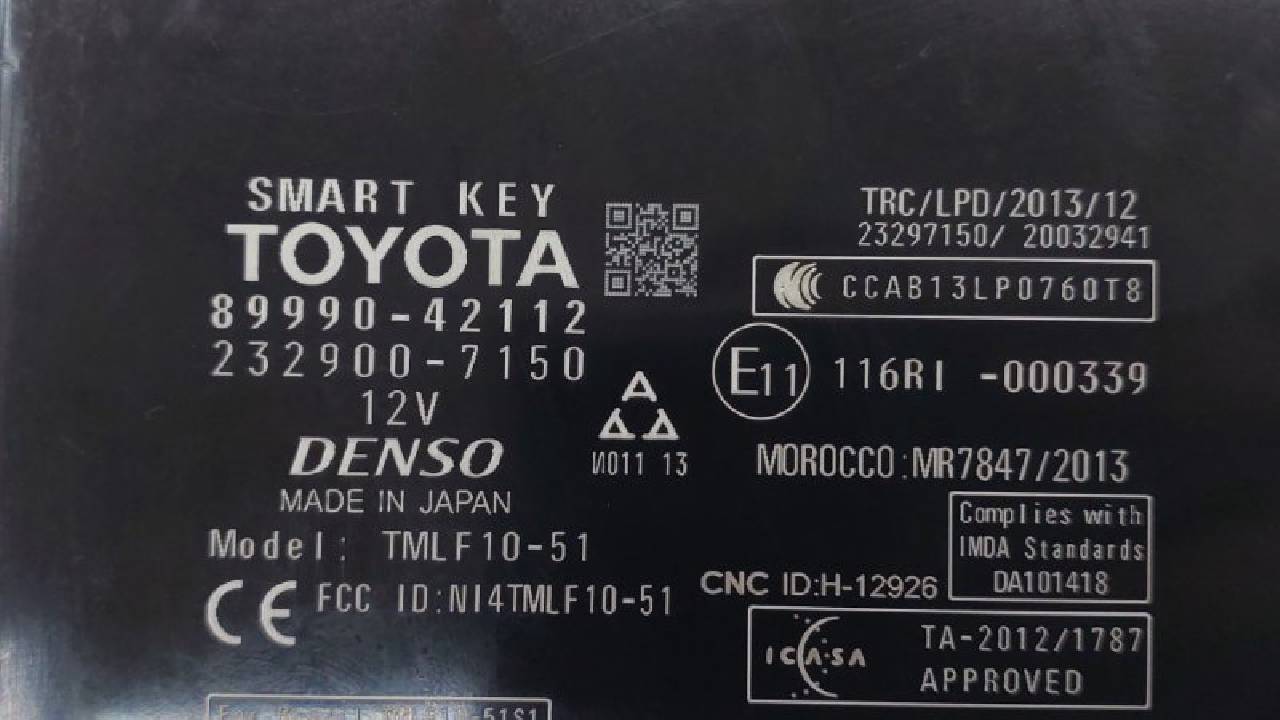 SMART KEY
TOYOTA
89990-42112
232900-7150
12V
DENSO
MADE IN JAPAN
Model: TMLF10-51
FCC ID:NI4TMLF10-51
И011 13
TRC/LPD/2013/12
23297150/ 20032941
CCAB13LP0760T8
E11 116RI -000339
MOROCCO:MR7847/2013
Complies with
IMDA Standards
DA101418
CNC ID:H-12926
ICASA
TA-2012/1787
APPROVED